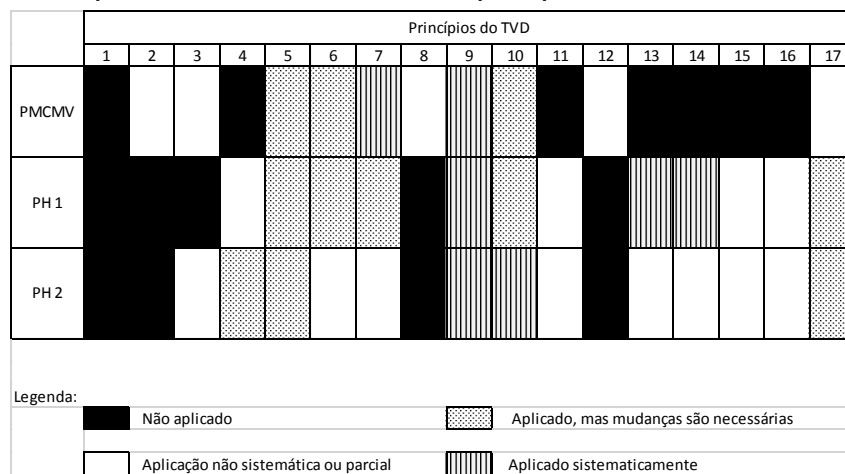 Princípios do TVD
1 2 3 4 5 6 7 8 9 10 11 12 13 14 15 16 17
PMCMV
PH 1
PH 2
Legenda:
Não aplicado
Aplicado, mas mudanças são necessárias
Aplicação não sistemática ou parcial
Aplicado sistematicamente